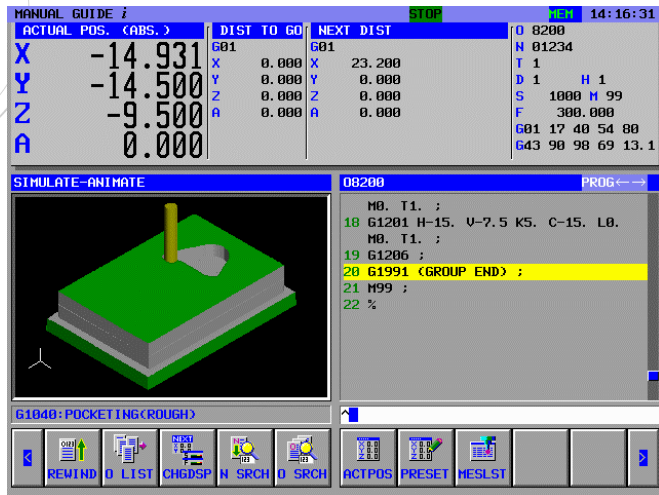 MANUAL GUIDE i STOP MEM 14:16:31
ACTUAL POS. (ABS.)
X -14.931
Y -14.500
Z -9.500
A 0.000
DIST TO GO
G01
X 0.000
Y 0.000
Z 0.000
A 0.000
NEXT DIST
G01
X 23.200
Y 0.000
Z 0.000
A 0.000
O 8200
N 01234
T 1
D 1 H 1
S 1000 M 99
F 300.000
G01 17 40 54 80
G43 90 98 69 13.1
SIMULATE-ANIMATE
G1040:POCKETING(ROUGH)
O8200 PROG←→
M0. T1. ;
18 G1201 H-15. V-7.5 K5. C-15. L0.
M0. T1. ;
19 G1206 ;
20 G1991 (GROUP END) ;
21 M99 ;
22 %
^
< REWIND O LIST CHGDSP N SRCH O SRCH ACTPOS PRESET MESLST >